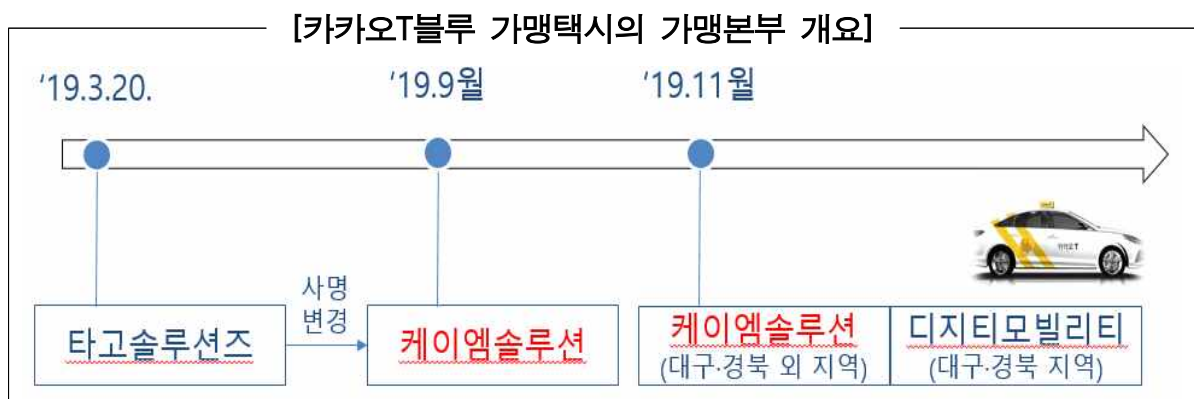 [카카오T블루 가맹택시의 가맹본부 개요]
'19.3.20.
'19.9월
'19.11월
타고솔루션즈
사명
변경
케이엠솔루션
케이엠솔루션
(대구·경북 외 지역)
디지티모빌리티
(대구·경북 지역)